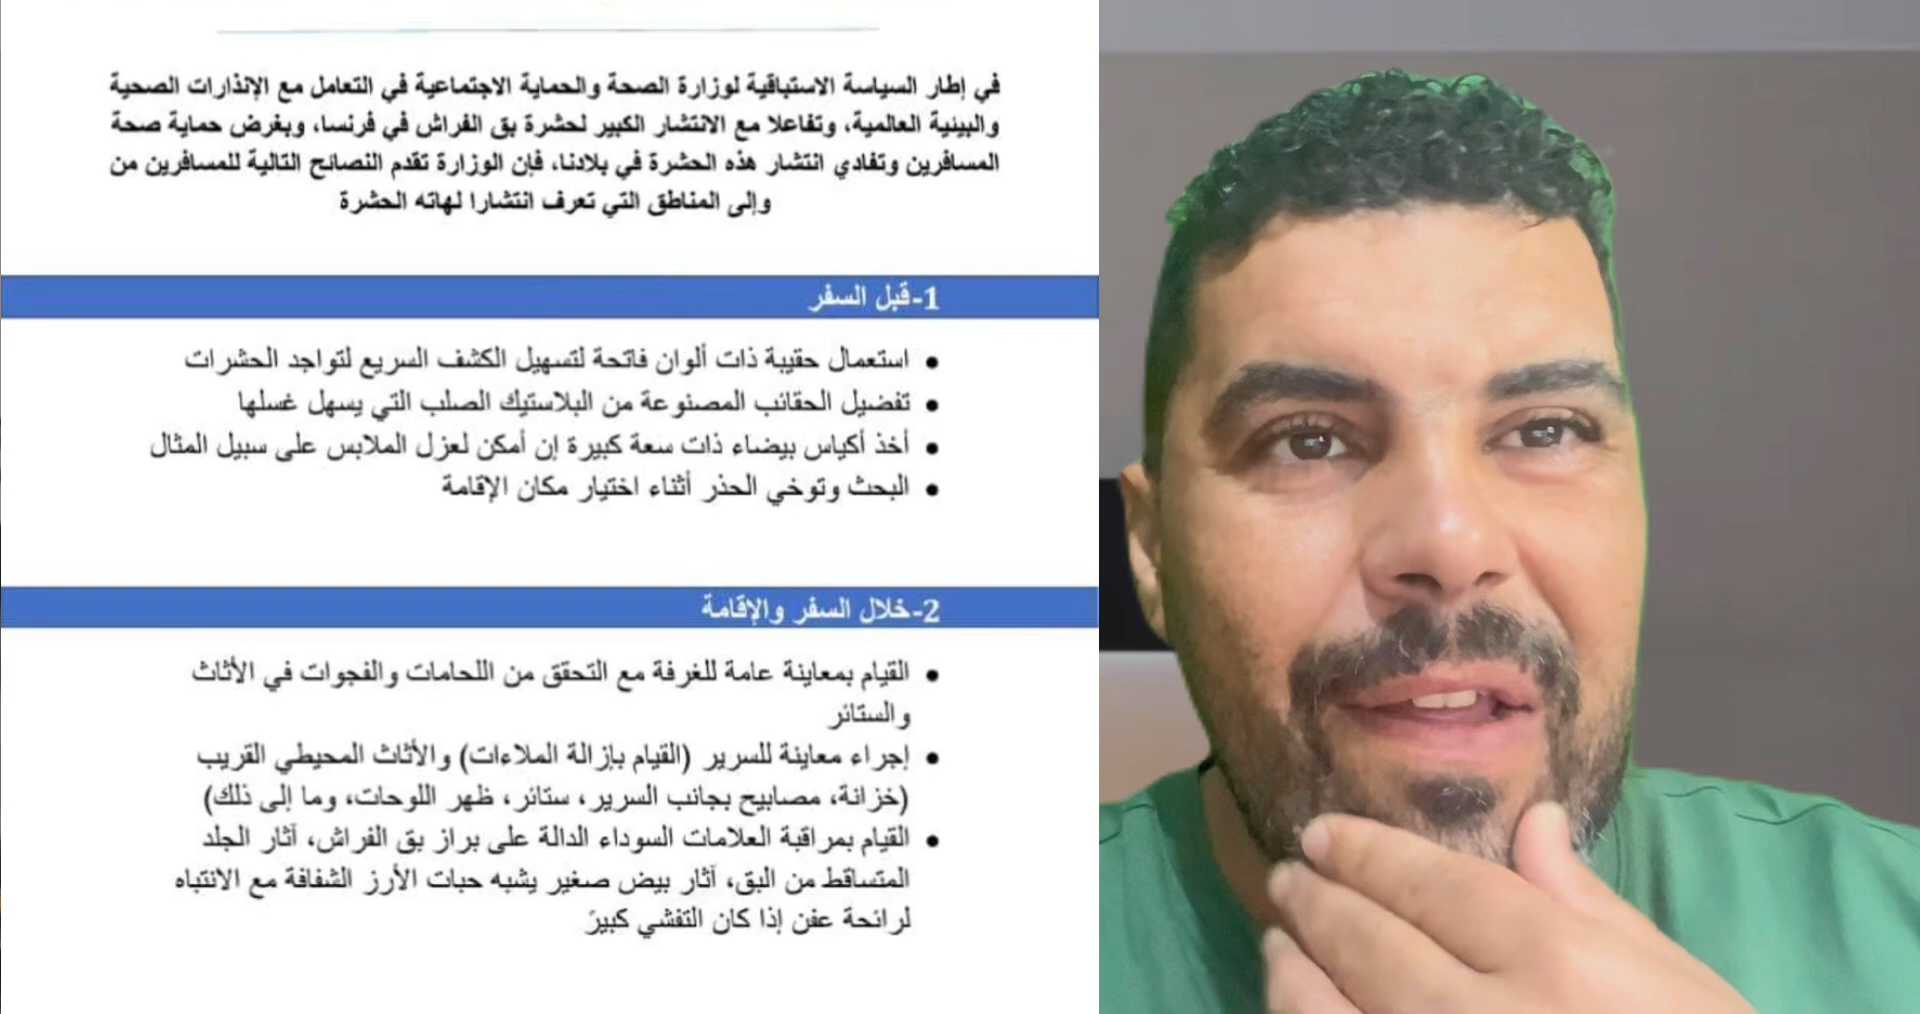 في إطار السياسة الاستباقية لوزارة الصحة والحماية الاجتماعية في التعامل مع الإنذارات الصحية
والبيئية العالمية، وتفاعلا مع الانتشار الكبير لحشرة بق الفراش في فرنسا، وبغرض حماية صحة
المسافرين وتفادي انتشار هذه الحشرة في بلادنا، فإن الوزارة تقدم النصائح التالية للمسافرين من
وإلى المناطق التي تعرف انتشارا لهاته الحشرة
1-قبل السفر
• استعمال حقيبة ذات ألوان فاتحة لتسهيل الكشف السريع لتواجد الحشرات
• تفضيل الحقائب المصنوعة من البلاستيك الصلب التي يسهل غسلها
• أخذ أكياس بيضاء ذات سعة كبيرة إن أمكن لعزل الملابس على سبيل المثال
• البحث وتوخي الحذر أثناء اختيار مكان الإقامة
2-خلال السفر والإقامة
• القيام بمعاينة عامة للغرفة مع التحقق من اللحامات والفجوات في الأثاث
والستائر
• إجراء معاينة للسرير (القيام بإزالة الملاءات) والأثاث المحيطي القريب
(خزانة، مصابيح بجانب السرير، ستائر، ظهر اللوحات، وما إلى ذلك)
• القيام بمراقبة العلامات السوداء الدالة على براز بق الفراش، آثار الجلد
المتساقط من البق، آثار بيض صغير يشبه حبات الأرز الشفافة مع الانتباه
لرائحة عفن إذا كان التفشي كبيرً